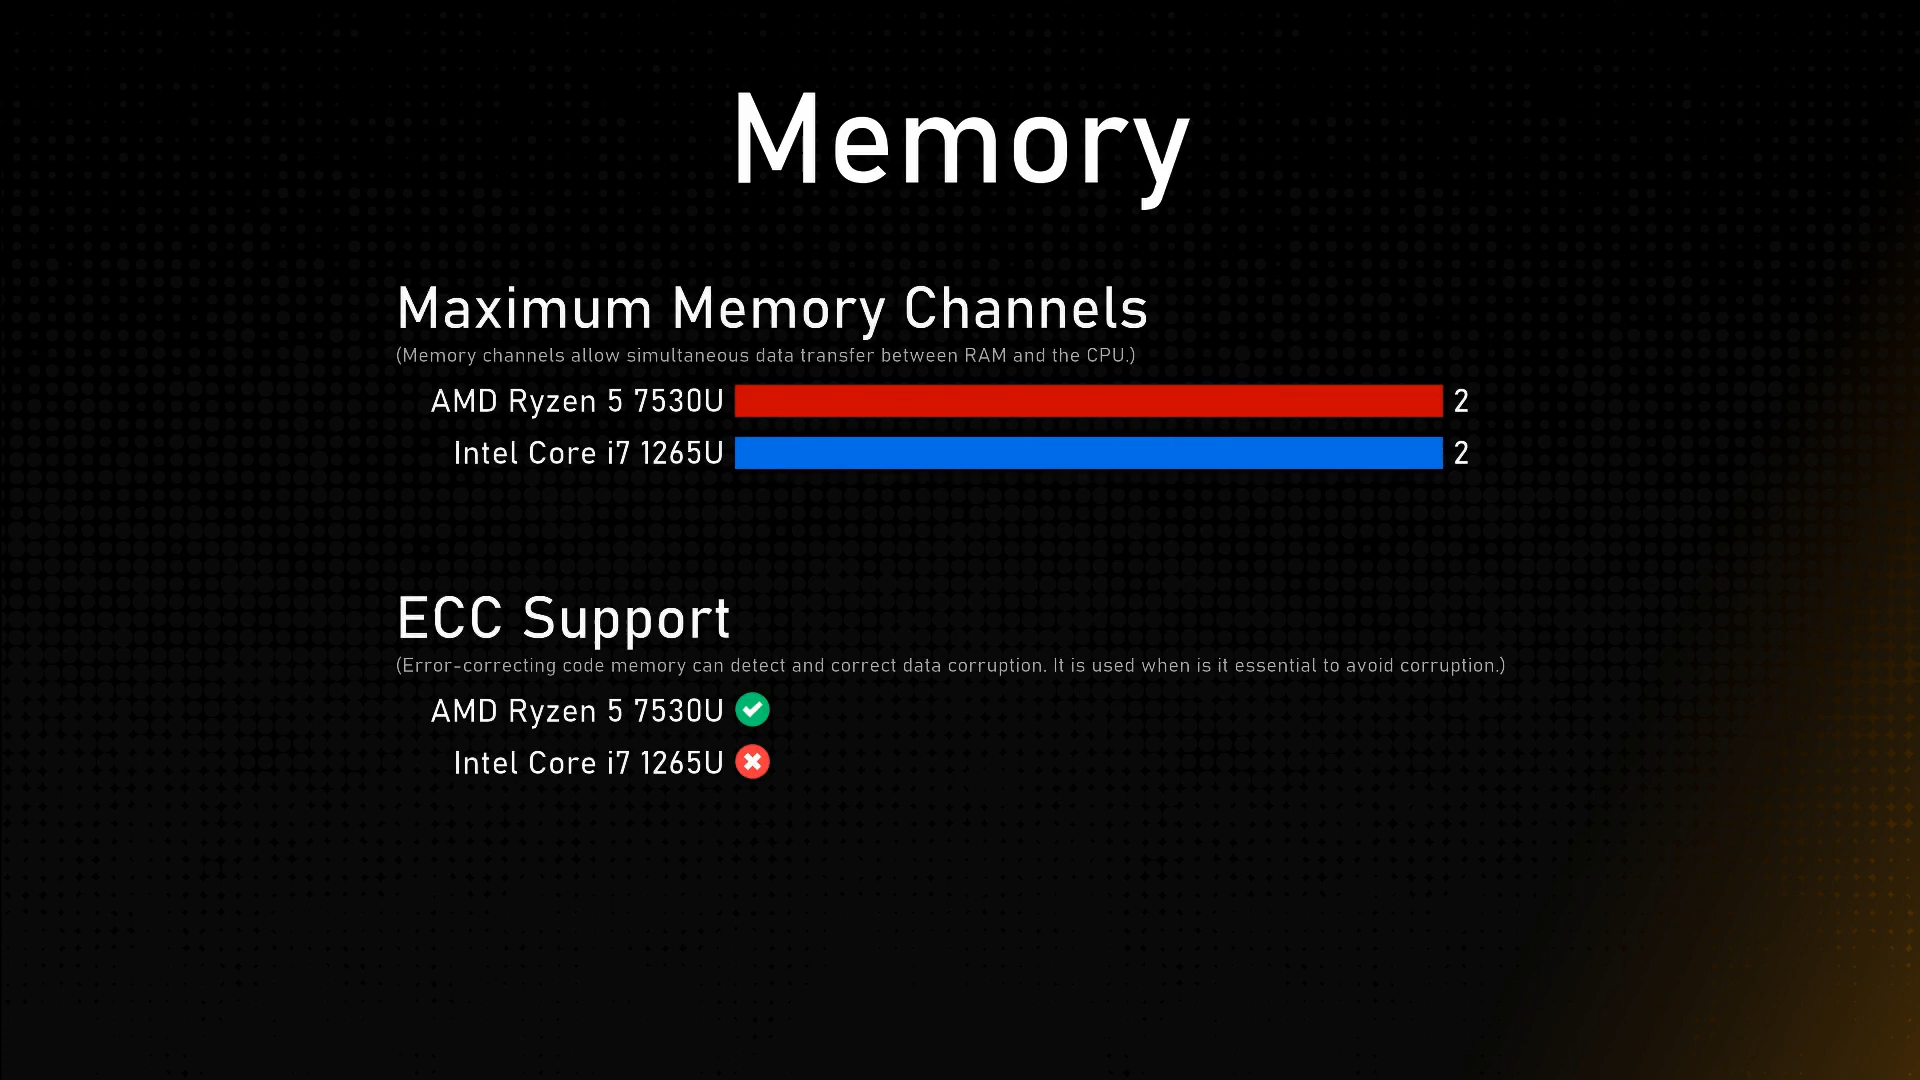 Memory
Maximum Memory Channels
(Memory channels allow simultaneous data transfer between RAM and the CPU.)
AMD Ryzen 5 7530U 2
Intel Core i7 1265U 2
ECC Support
(Error-correcting code memory can detect and correct data corruption. It is used when is it essential to avoid corruption.)
AMD Ryzen 5 7530U
Intel Core i7 1265U